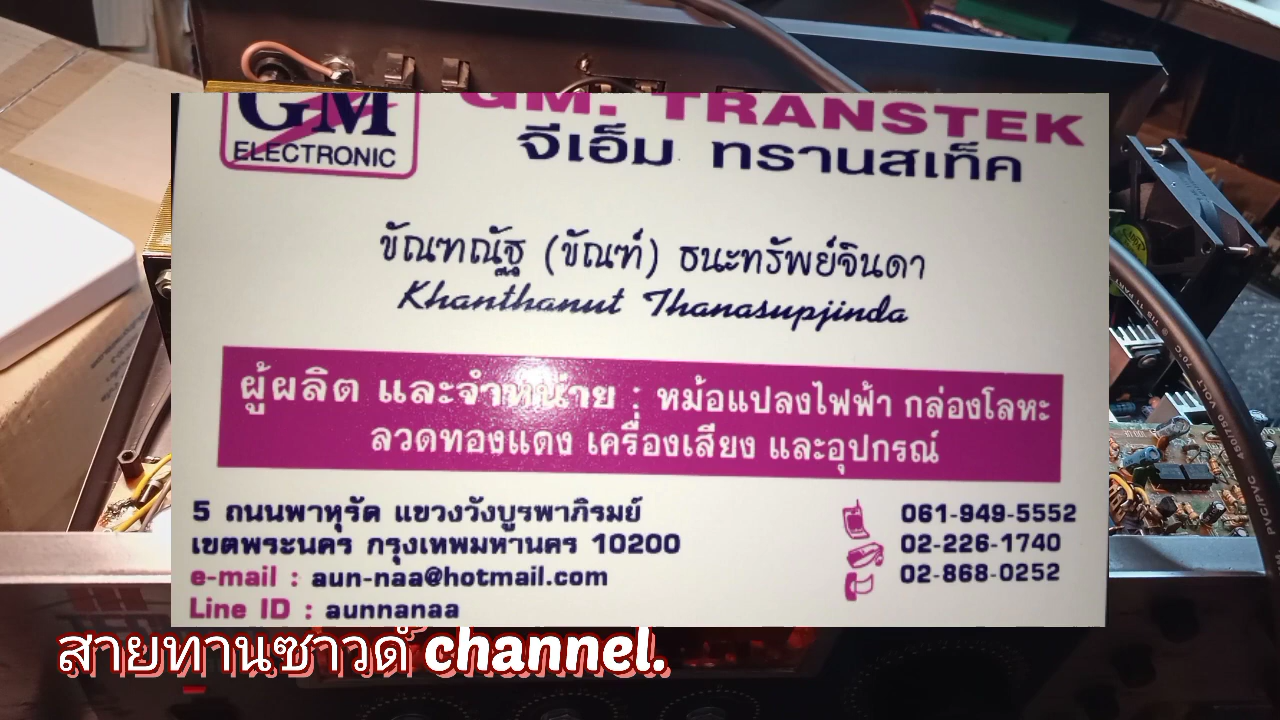 GM
ELECTRONIC
GM. TRANSTEK
จีเอ็ม ทรานสเท็ค
ขัณฑณัฐ (ขัณฑ์) ธนะทรัพย์จินดา
Khanthanut Thanasupjinda
ผู้ผลิต และจำหน่าย : หม้อแปลงไฟฟ้า กล่องโลหะ
ลวดทองแดง เครื่องเสียง และอุปกรณ์
5 ถนนพาหุรัด แขวงวังบูรพาภิรมย์
เขตพระนคร กรุงเทพมหานคร 10200
e-mail : aun-naa@hotmail.com
Line ID : aunnanaa
061-949-5552
02-226-1740
02-868-0252
สายทานซาวด์ channel.